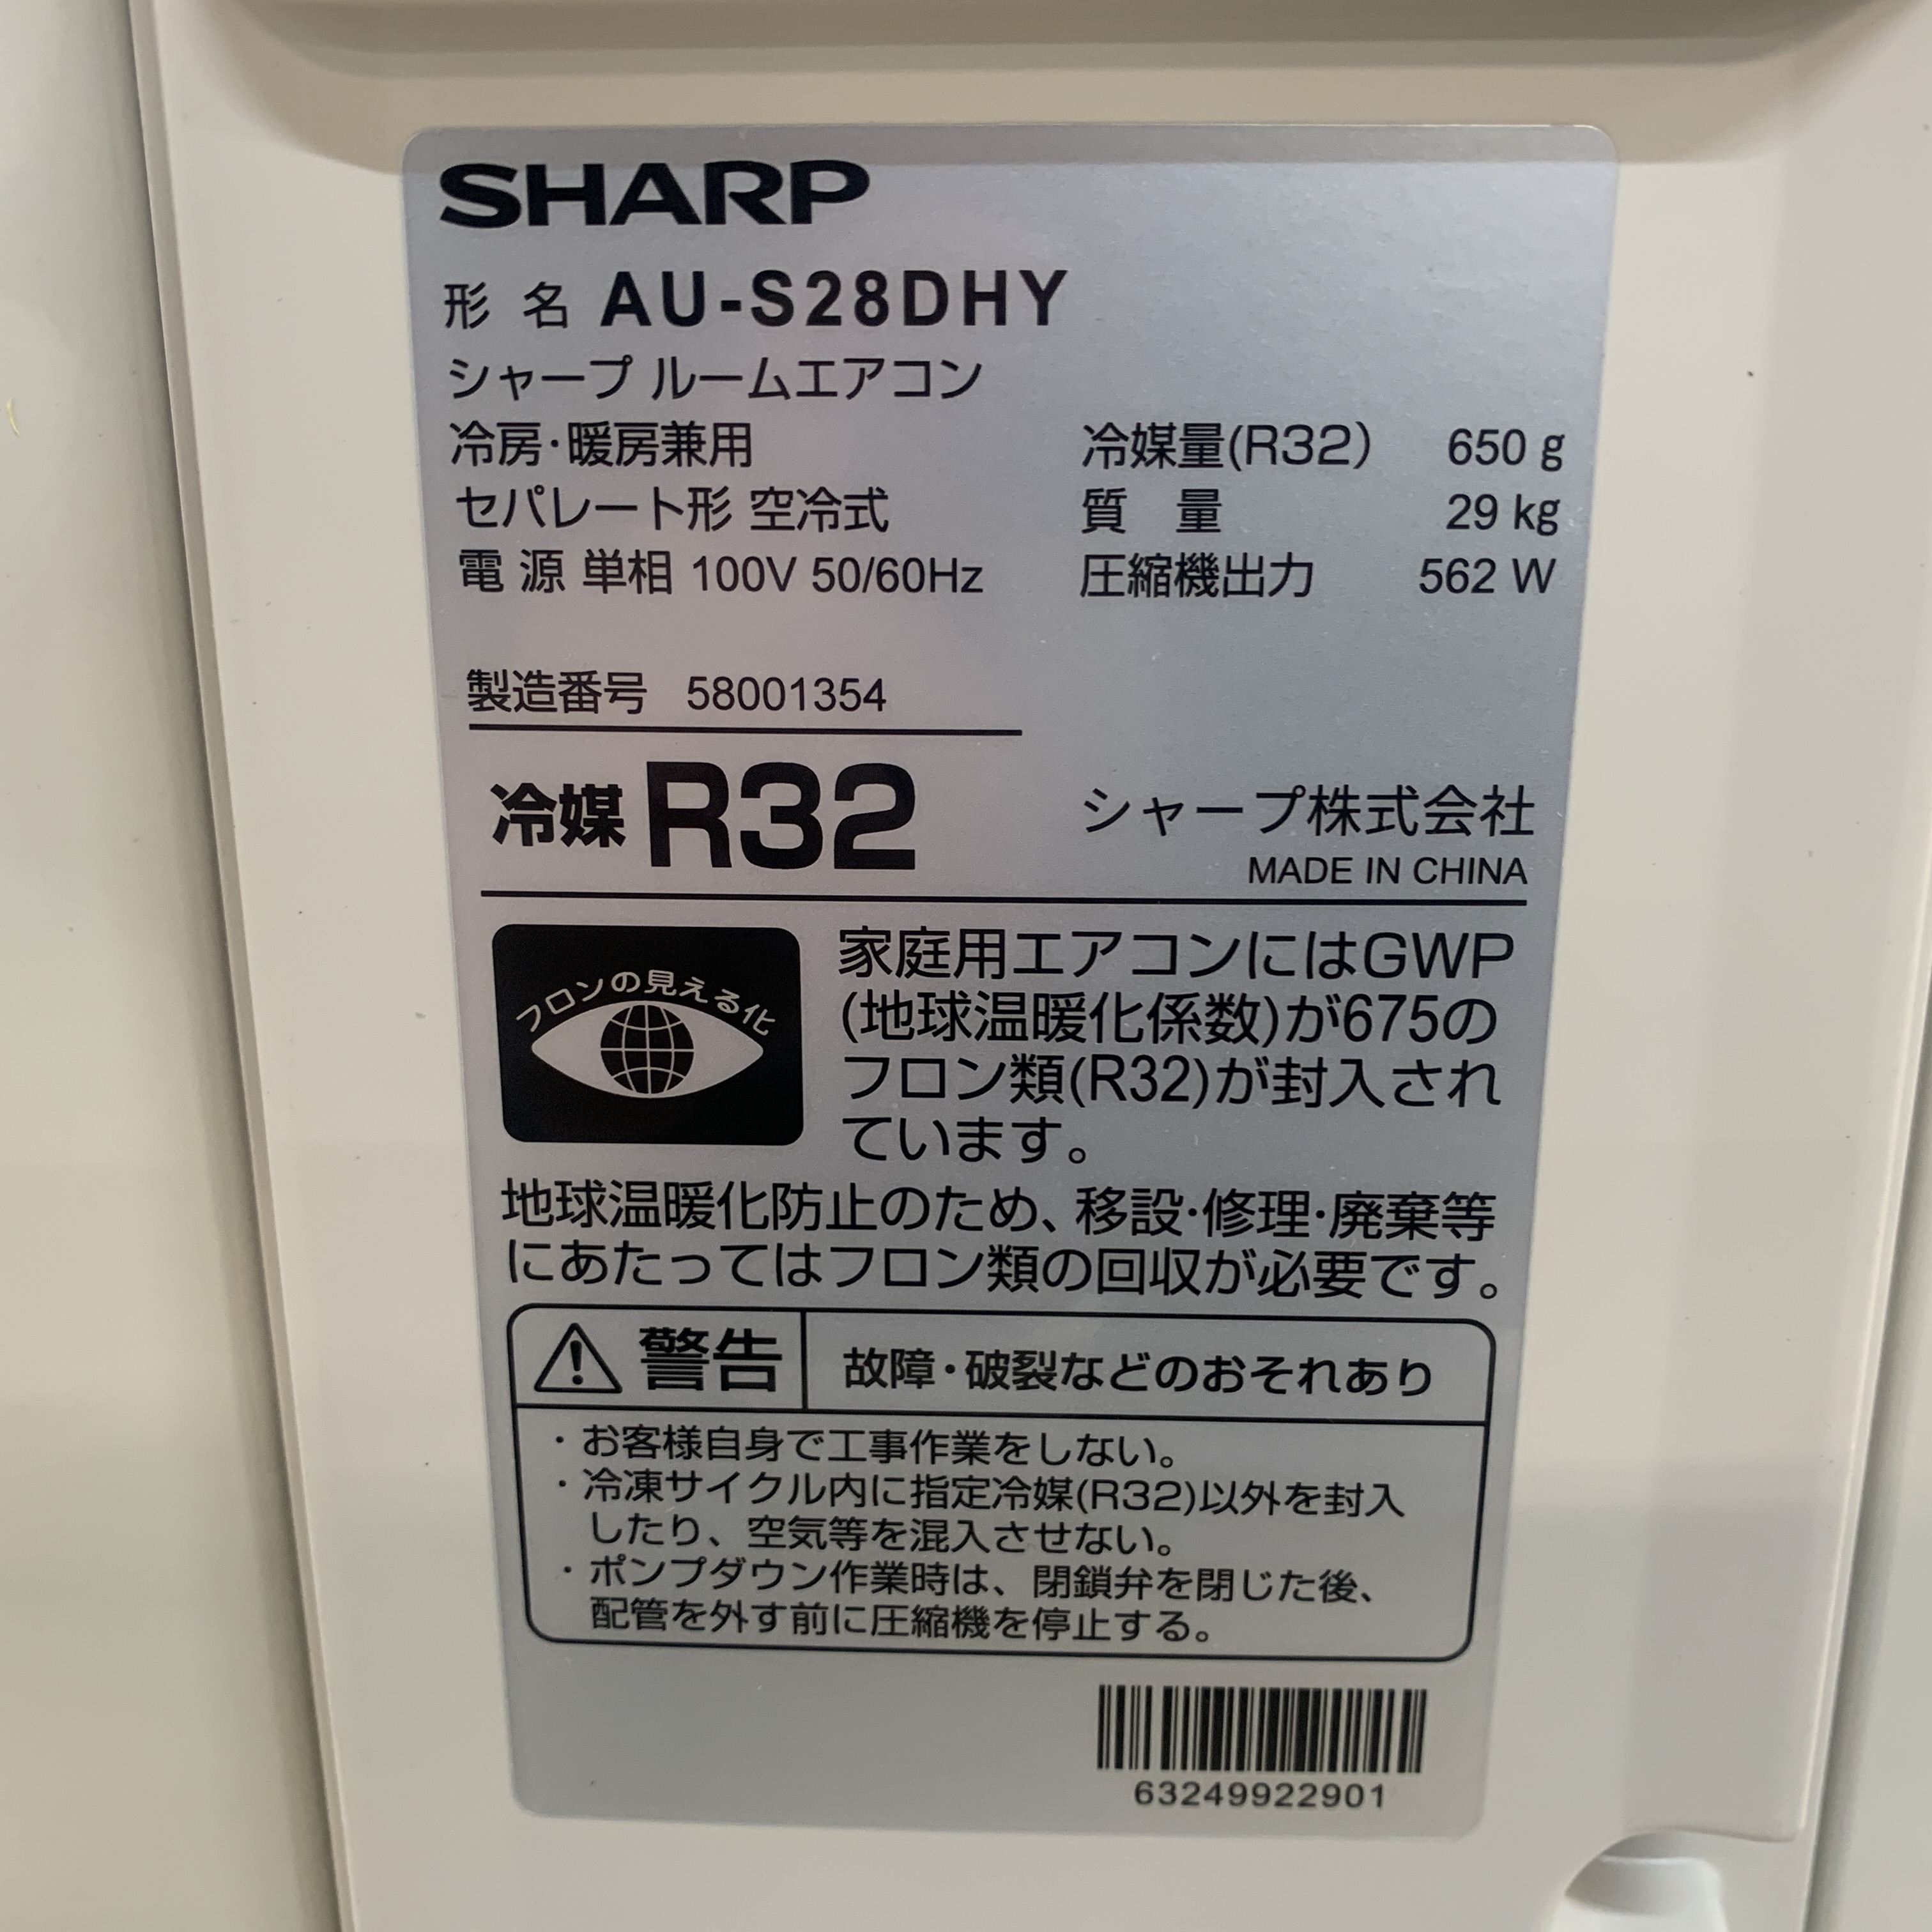 SHARP
形 名 AU-S28DHY
シャープ ルームエアコン
冷房･暖房兼用
セパレート形 空冷式
電 源 単相 100V 50/60Hz
冷媒量(R32) 650 g
質 量 29 kg
圧縮機出力 562 W
製造番号 58001354
冷媒 R32
シャープ株式会社
MADE IN CHINA
フロンの見える化
家庭用エアコンにはGWP
(地球温暖化係数)が675の
フロン類(R32)が封入され
ています。
地球温暖化防止のため、移設･修理･廃棄等
にあたってはフロン類の回収が必要です。
警告
故障･破裂などのおそれあり
・お客様自身で工事作業をしない。
・冷凍サイクル内に指定冷媒(R32)以外を封入
したり、空気等を混入させない。
・ポンプダウン作業時は、閉鎖弁を閉じた後、
配管を外す前に圧縮機を停止する。
63249922901